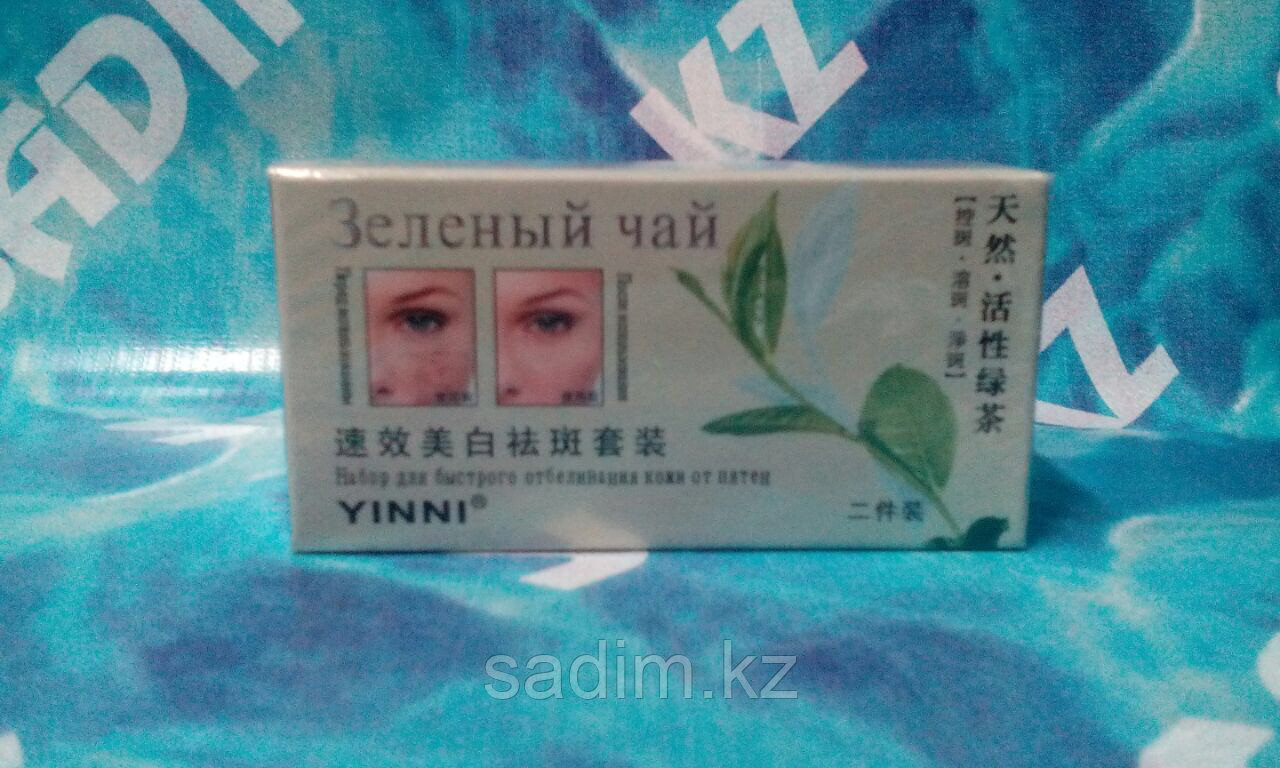 KZ
Зеленый чай
速效美白祛斑套装
Набор для быстрого отбеливания кожи от пятен
YINNI®
二件装
天然·活性绿茶
sadim.kz